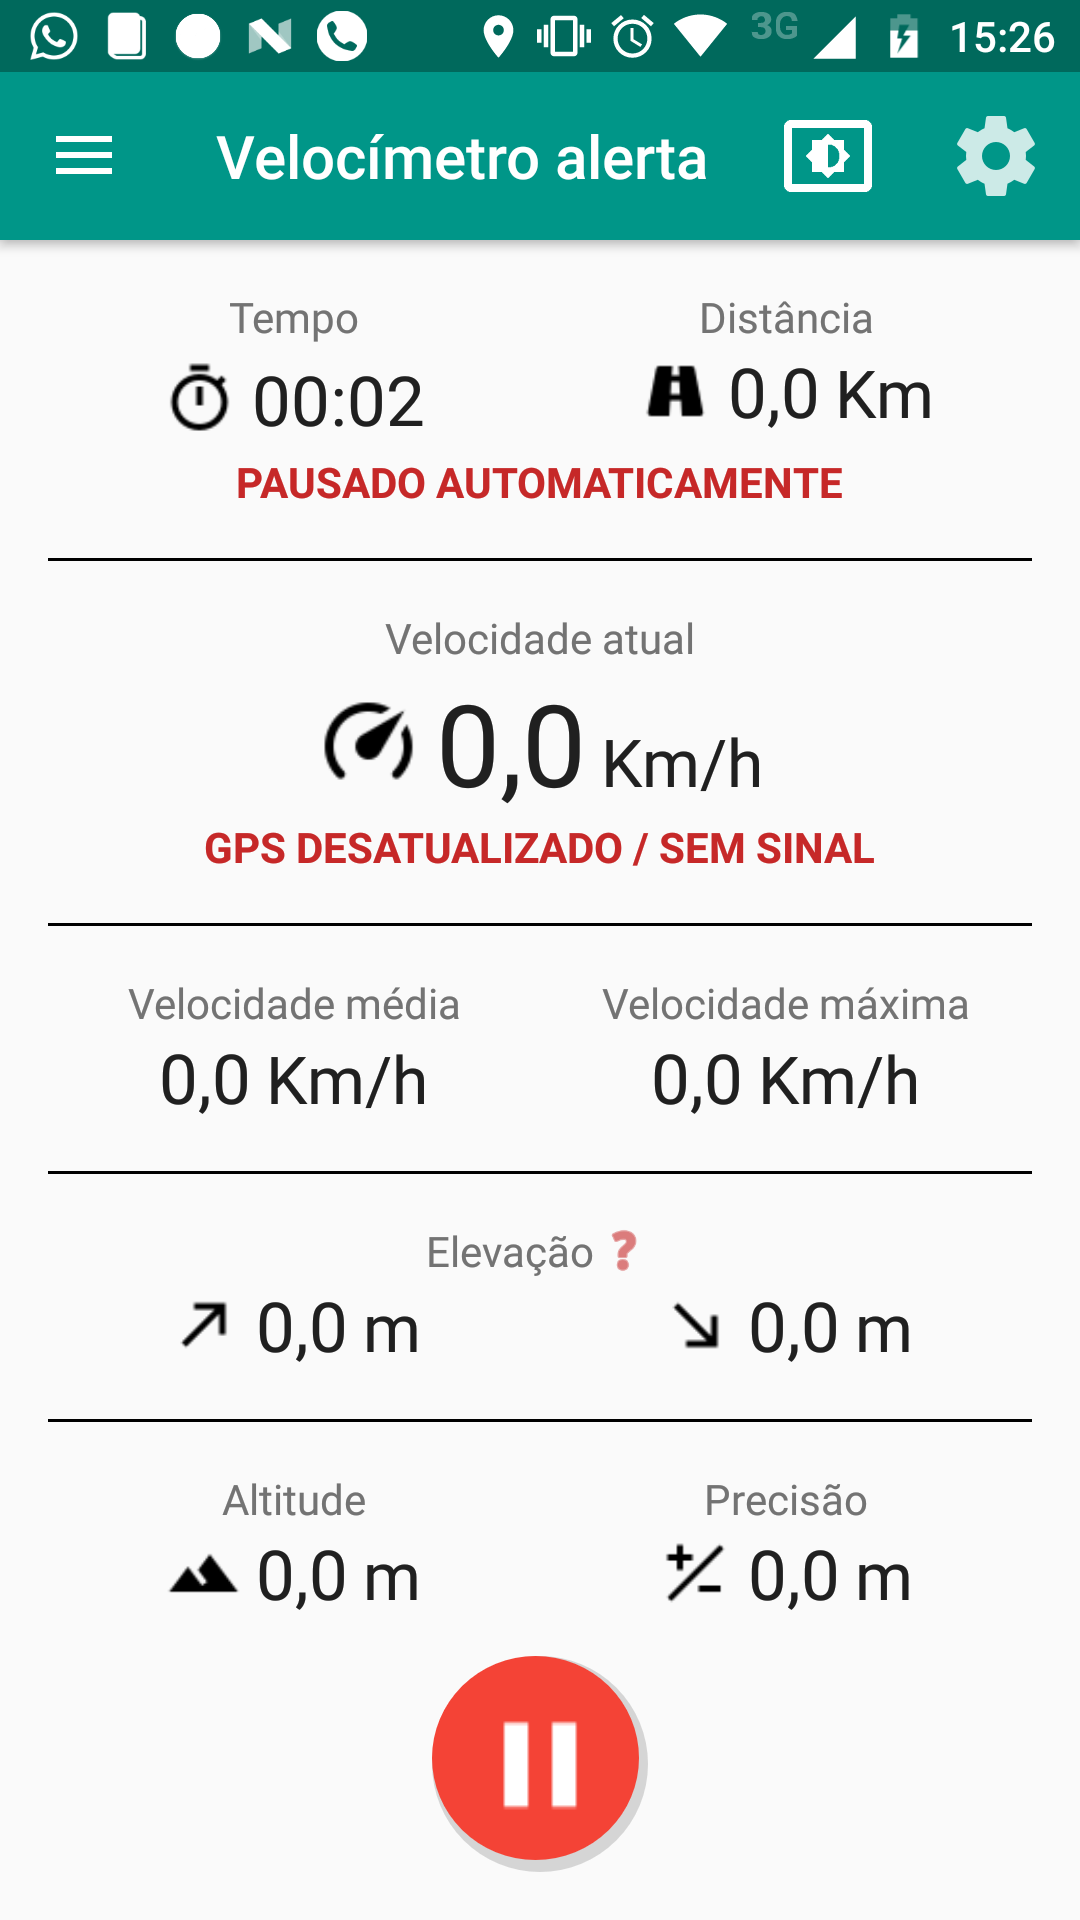 3G 15:26
Velocímetro alerta
Tempo Distância
00:02 0,0 Km
PAUSADO AUTOMATICAMENTE
Velocidade atual
0,0 Km/h
GPS DESATUALIZADO / SEM SINAL
Velocidade média Velocidade máxima
0,0 Km/h 0,0 Km/h
Elevação ?
0,0 m 0,0 m
Altitude Precisão
0,0 m 0,0 m